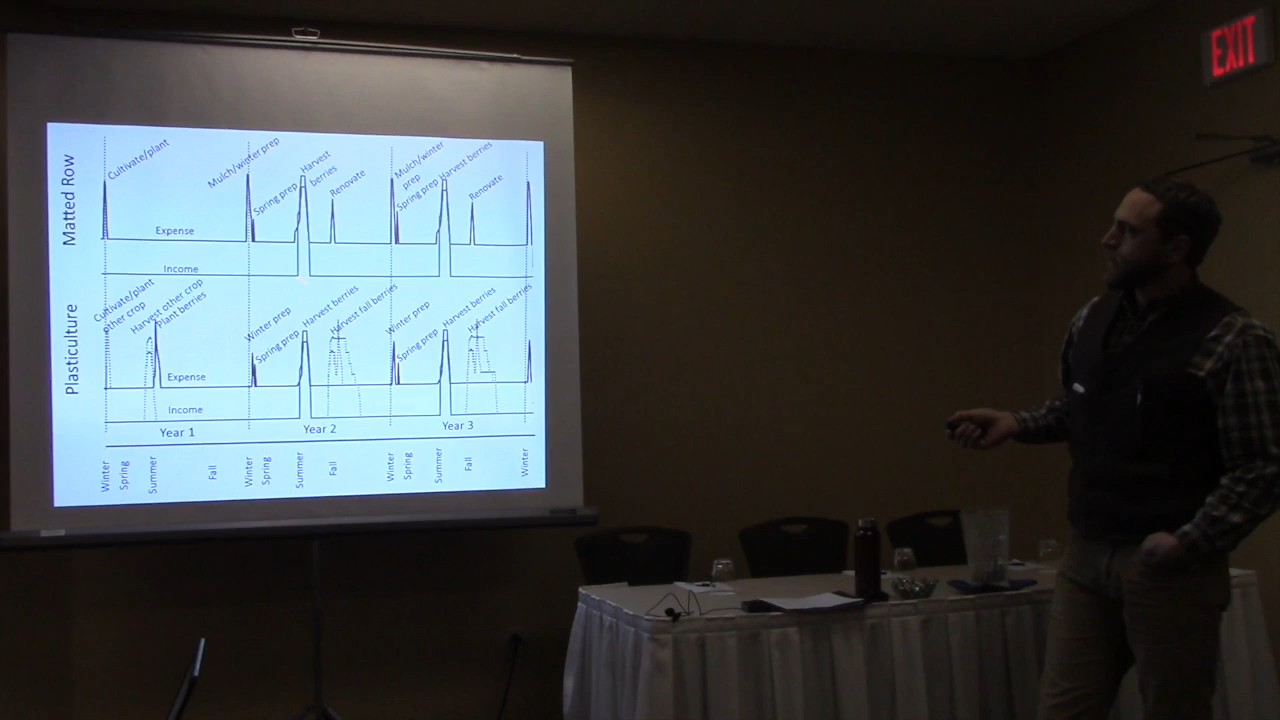 EXIT
Matted Row
Cultivate/plant
Mulch/winter prep
Spring prep
Harvest
berries
Renovate
Mulch/winter
prep
Spring prep
Harvest berries
Renovate
Expense
Income
Plasticulture
Cultivate/plant
other crop
Harvest other crop
Plant berries
Winter prep
Spring prep
Harvest berries
Harvest fall berries
Winter prep
Spring prep
Harvest berries
Harvest fall berries
Expense
Income
Year 1
Year 2
Year 3
Winter
Spring
Summer
Fall
Winter
Spring
Summer
Fall
Winter
Spring
Summer
Fall
Winter